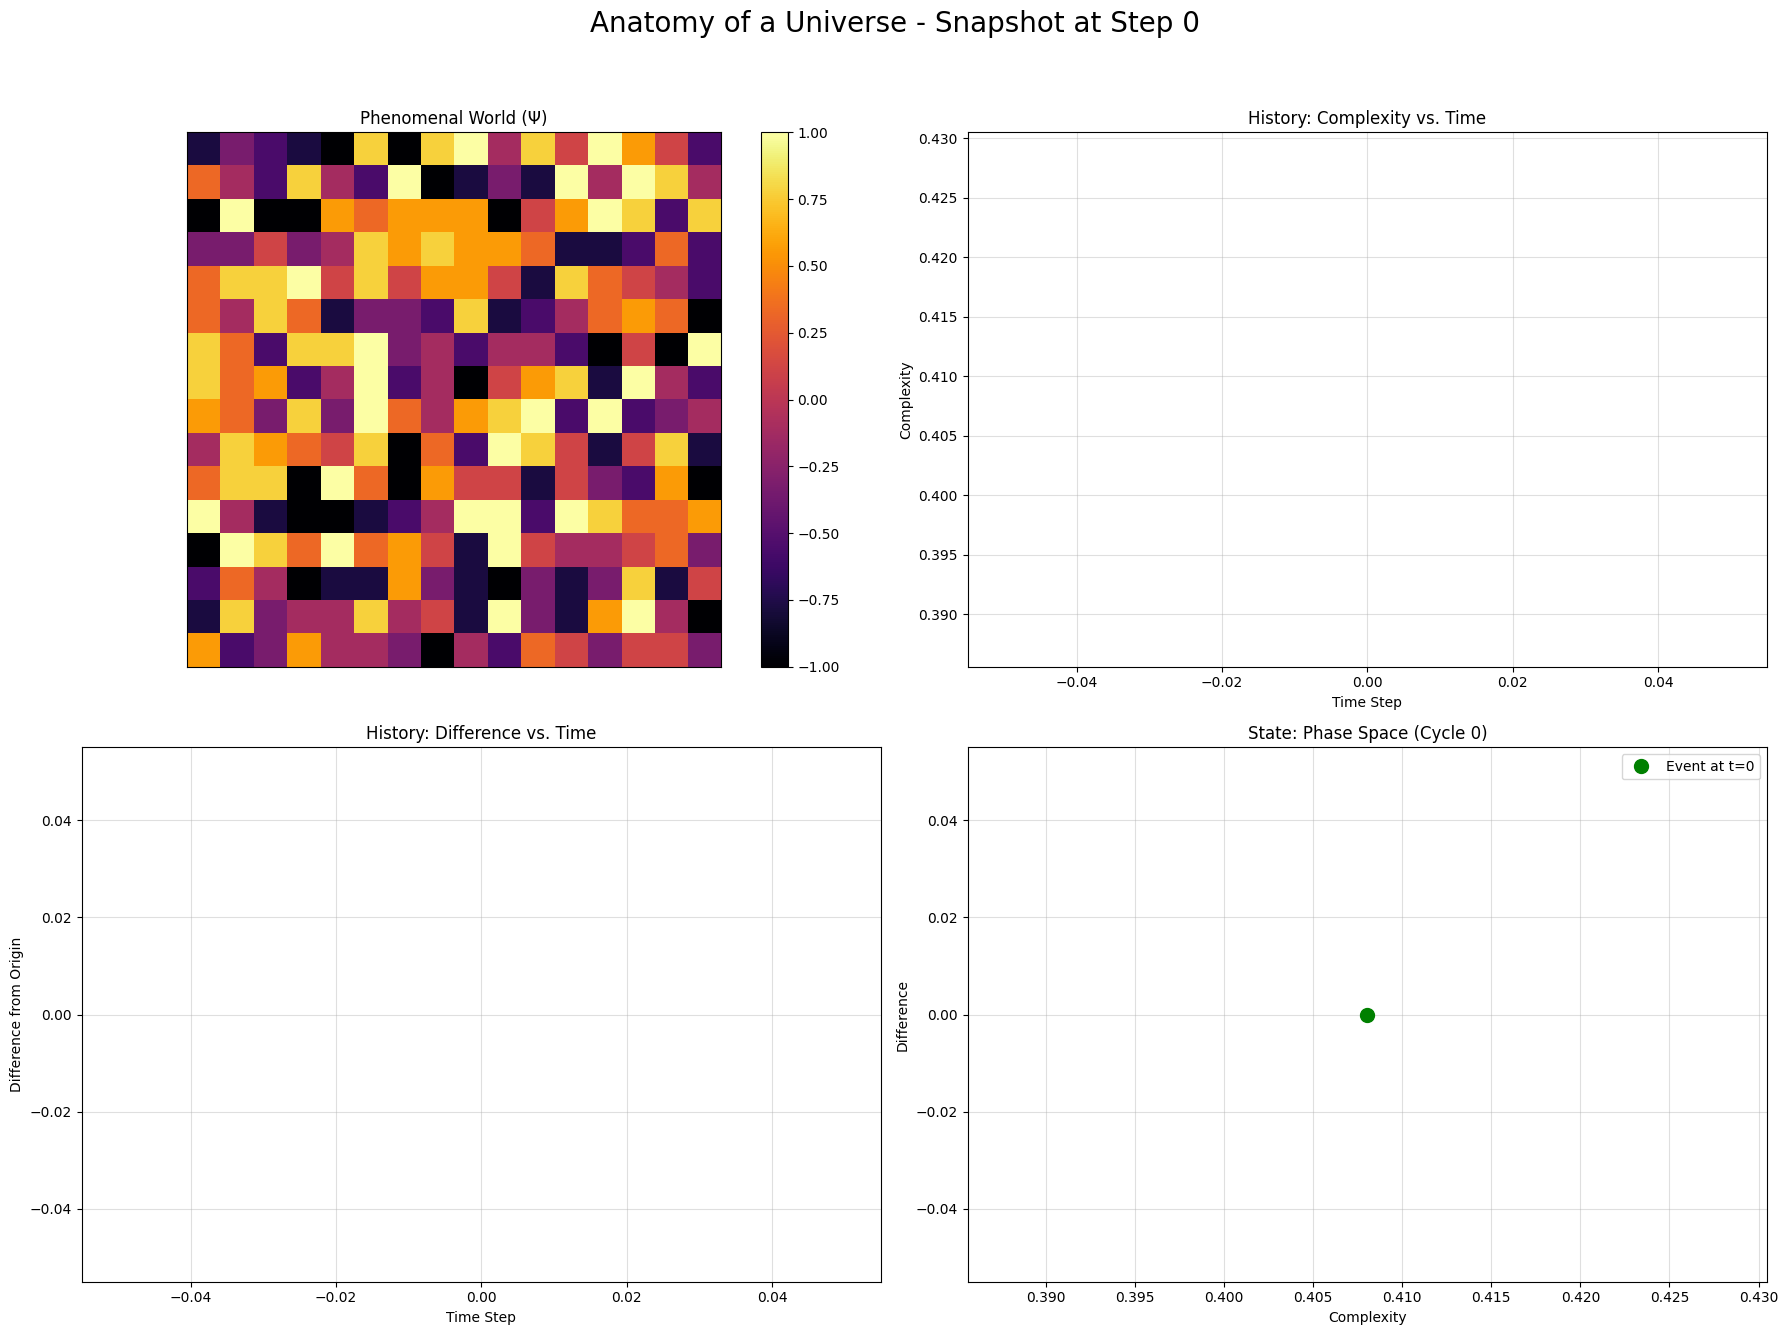 Anatomy of a Universe - Snapshot at Step 0
Phenomenal World (Ψ)
1.00
0.75
0.50
0.25
0.00
−0.25
−0.50
−0.75
−1.00
History: Complexity vs. Time
Complexity
0.430
0.425
0.420
0.415
0.410
0.405
0.400
0.395
0.390
−0.04 −0.02 0.00 0.02 0.04
Time Step
History: Difference vs. Time
Difference from Origin
0.04
0.02
0.00
−0.02
−0.04
−0.04 −0.02 0.00 0.02 0.04
Time Step
State: Phase Space (Cycle 0)
Event at t=0
Difference
0.04
0.02
0.00
−0.02
−0.04
0.390 0.395 0.400 0.405 0.410 0.415 0.420 0.425 0.430
Complexity